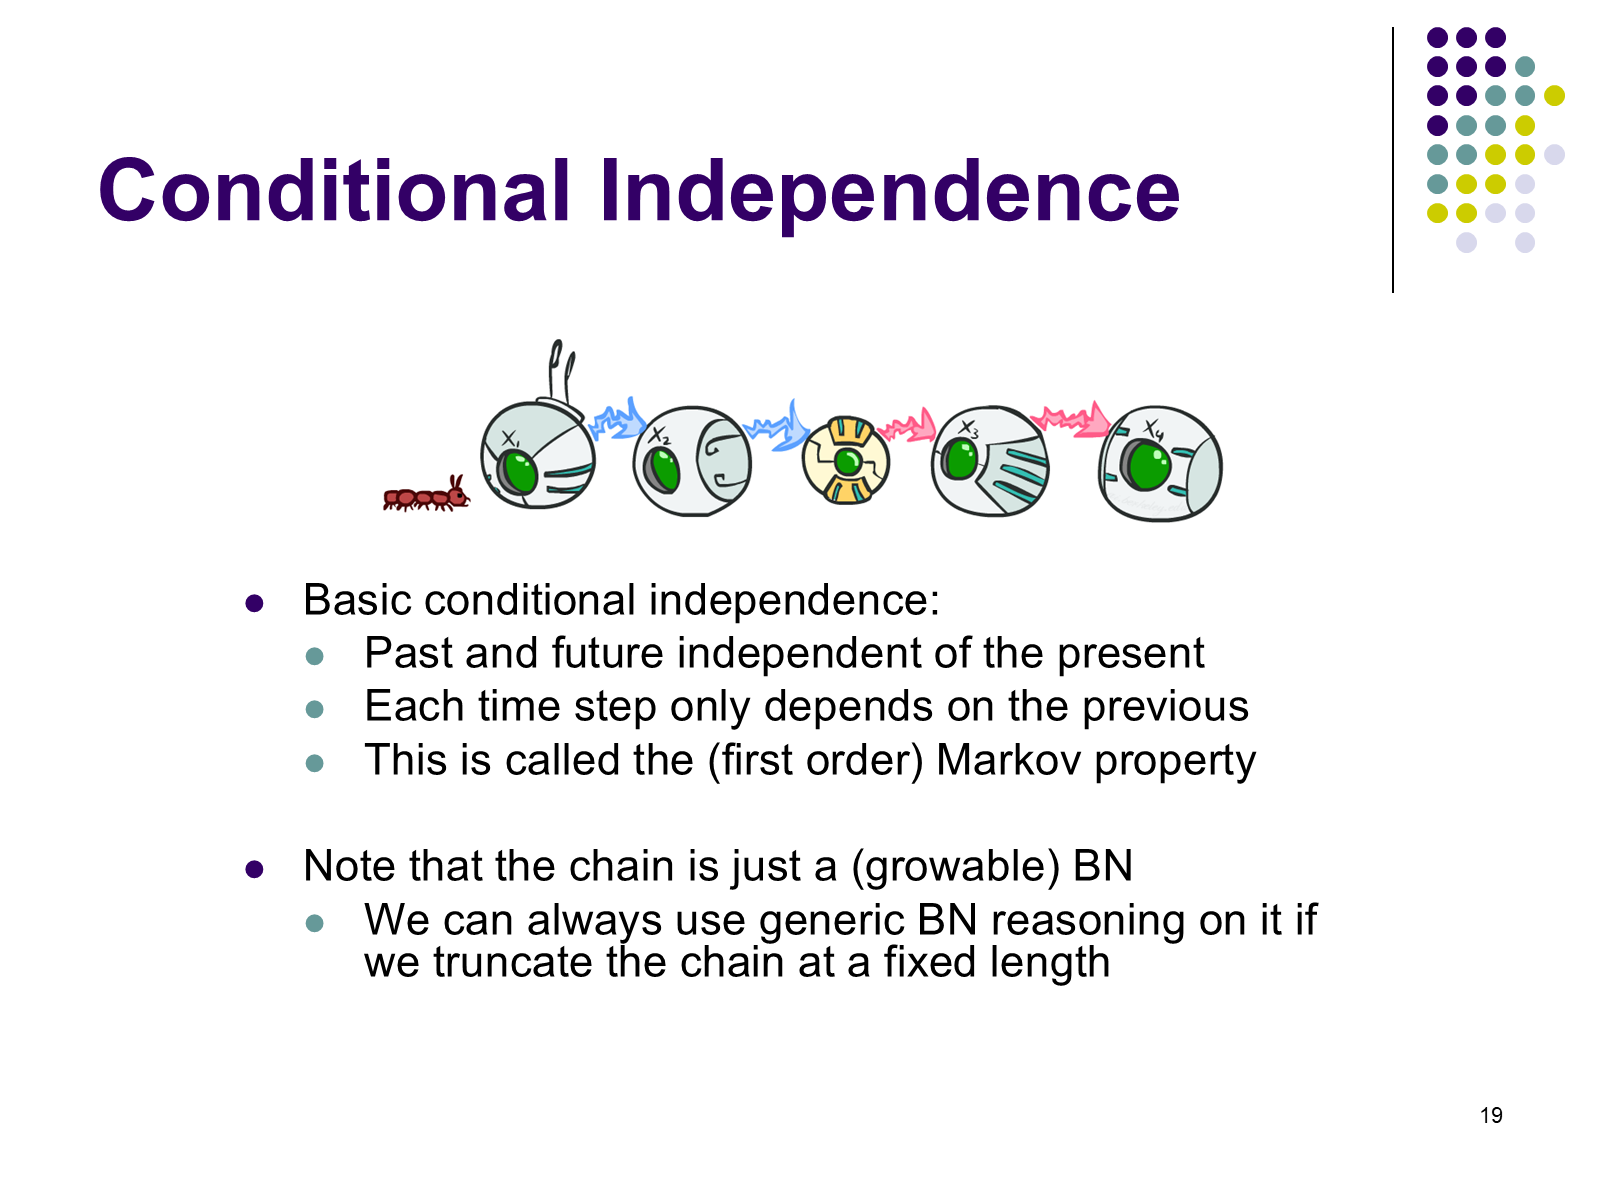 Conditional Independence
X1
X2
X3
X4
Basic conditional independence:
Past and future independent of the present
Each time step only depends on the previous
This is called the (first order) Markov property
Note that the chain is just a (growable) BN
We can always use generic BN reasoning on it if
we truncate the chain at a fixed length
19